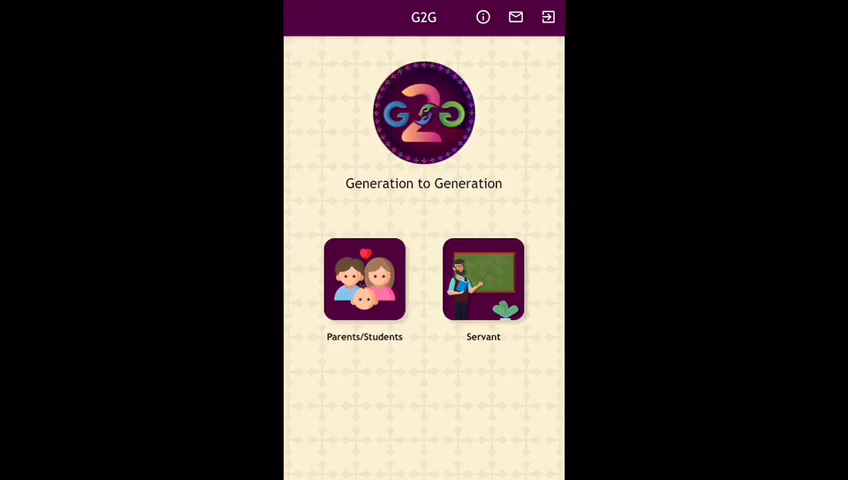 G2G
G2G
Generation to Generation
Parents/Students
Servant